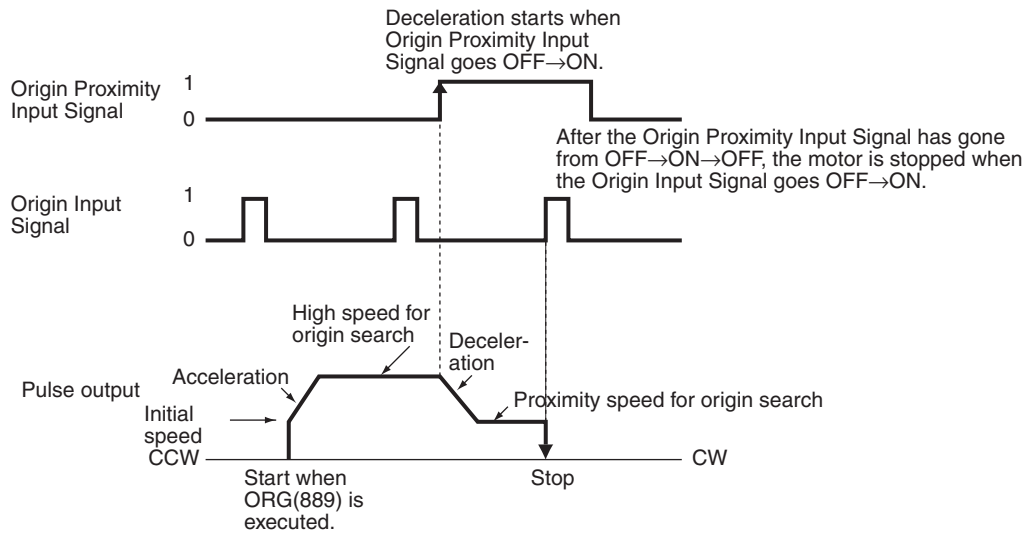 Deceleration starts when
Origin Proximity Input
Signal goes OFF→ON.
Origin Proximity
Input Signal
1
0
After the Origin Proximity Input Signal has gone
from OFF→ON→OFF, the motor is stopped when
the Origin Input Signal goes OFF→ON.
Origin Input
Signal
1
0
High speed for
origin search
Deceler-
ation
Acceleration
Pulse output
Proximity speed for origin search
Initial
speed
CCW
CW
Start when
ORG(889) is
executed.
Stop